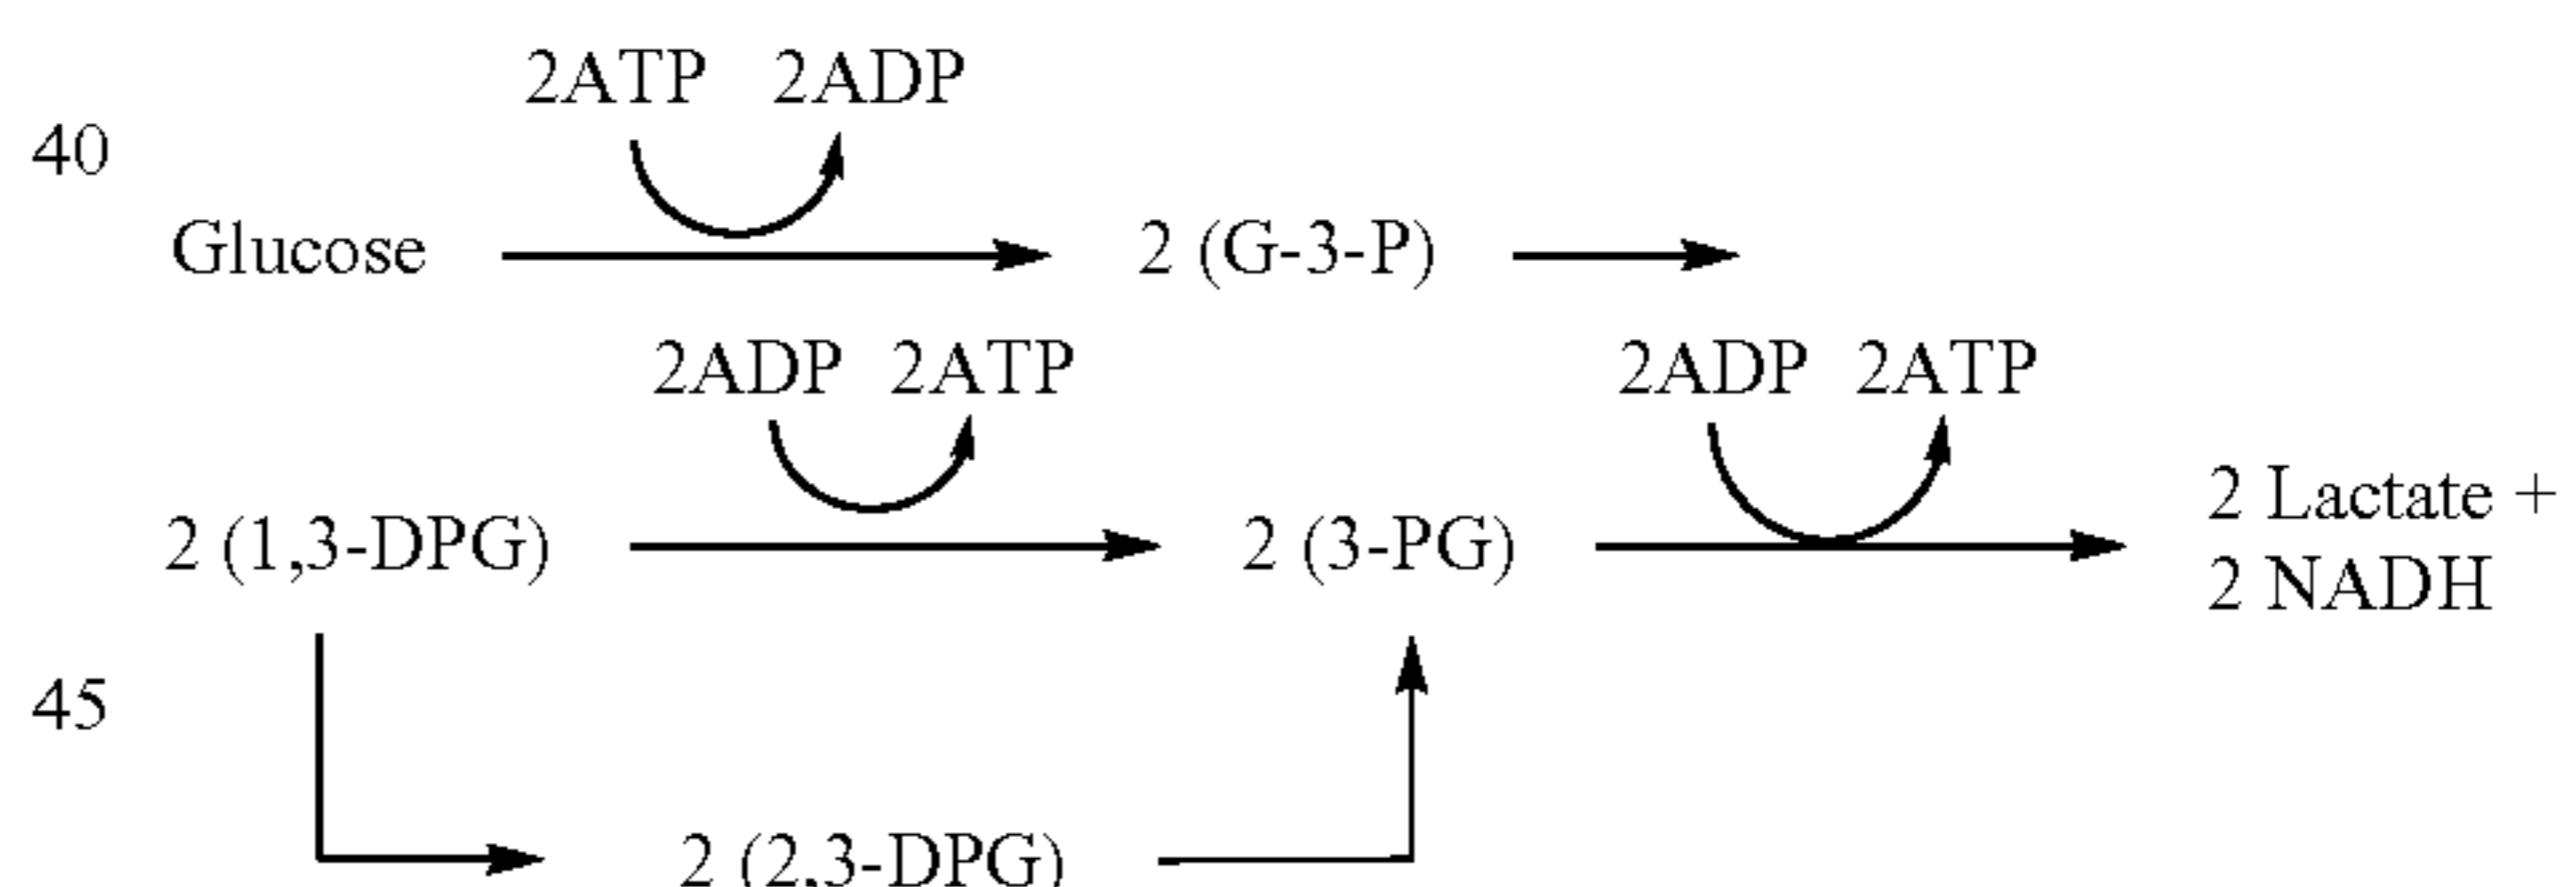 2ATP 2ADP
40
Glucose 2 (G-3-P)
2ADP 2ATP 2ADP 2ATP
2 (1,3-DPG) 2 (3-PG) 2 Lactate +
2 NADH
45
2 (2,3-DPG)